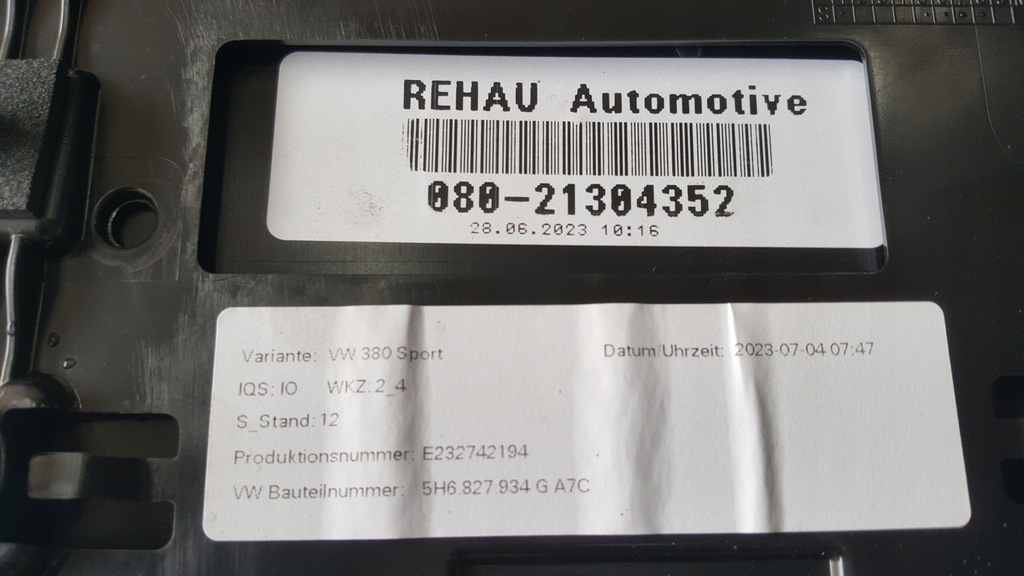 REHAU Automotive
080-21304352
28.06.2023 10:16
Variante: VW 380 Sport Datum/Uhrzeit: 2023-07-04 07:47
IQS: IO WKZ: 2_4
S_Stand: 12
Produktionsnummer: E232742194
VW Bauteilnummer: 5H6.827.934 G A7C